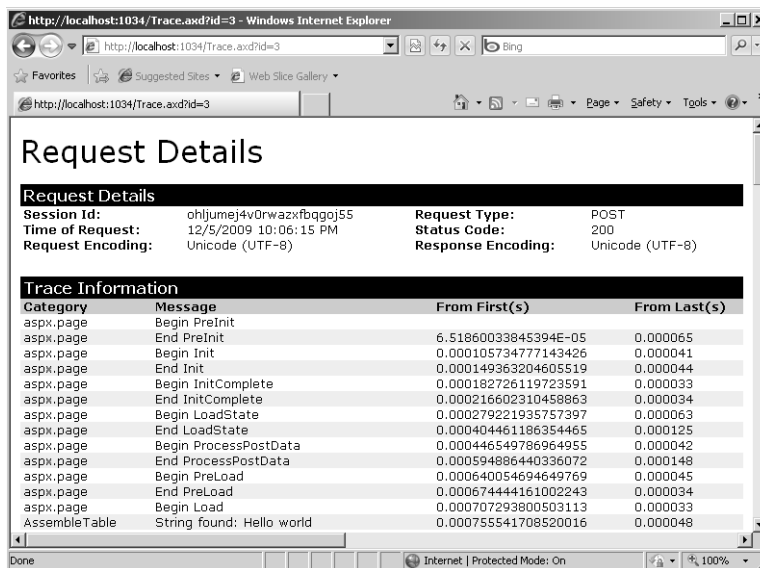 http://localhost:1034/Trace.axd?id=3 - Windows Internet Explorer
http://localhost:1034/Trace.axd?id=3 Bing
Favorites Suggested Sites Web Slice Gallery
http://localhost:1034/Trace.axd?id=3 Page Safety Tools
Request Details
Request Details
Session Id: ohljumej4v0rwazxfbqgoj55 Request Type: POST
Time of Request: 12/5/2009 10:06:15 PM Status Code: 200
Request Encoding: Unicode (UTF-8) Response Encoding: Unicode (UTF-8)
Trace Information
Category Message From First(s) From Last(s)
aspx.page Begin PreInit
aspx.page End PreInit 6.51860033845394E-05 0.000065
aspx.page Begin Init 0.000105734777143426 0.000041
aspx.page End Init 0.000149363204605519 0.000044
aspx.page Begin InitComplete 0.000182726119723591 0.000033
aspx.page End InitComplete 0.000216602310458863 0.000034
aspx.page Begin LoadState 0.000279221935757397 0.000063
aspx.page End LoadState 0.000404461186354465 0.000125
aspx.page Begin ProcessPostData 0.000446549786964955 0.000042
aspx.page End ProcessPostData 0.000594886440336072 0.000148
aspx.page Begin PreLoad 0.000640054694649769 0.000045
aspx.page End PreLoad 0.000674444161002243 0.000034
aspx.page Begin Load 0.000707293800503113 0.000033
AssembleTable String found: Hello world 0.000755541708520016 0.000048
Done Internet | Protected Mode: On 100%